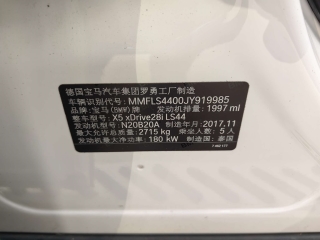 德国宝马汽车集团罗勇工厂制造
车辆识别代号: MMFLS4400JY919985
品牌: 宝马(BMW)牌 发动机排量: 1997 ml
整车型号: X5 xDrive28i LS44
发动机型号: N20B20A 制造年月: 2017.11
最大允许总质量: 2715 kg 乘坐人数: 5 人
发动机最大净功率: 180 kW 制造国: 泰国